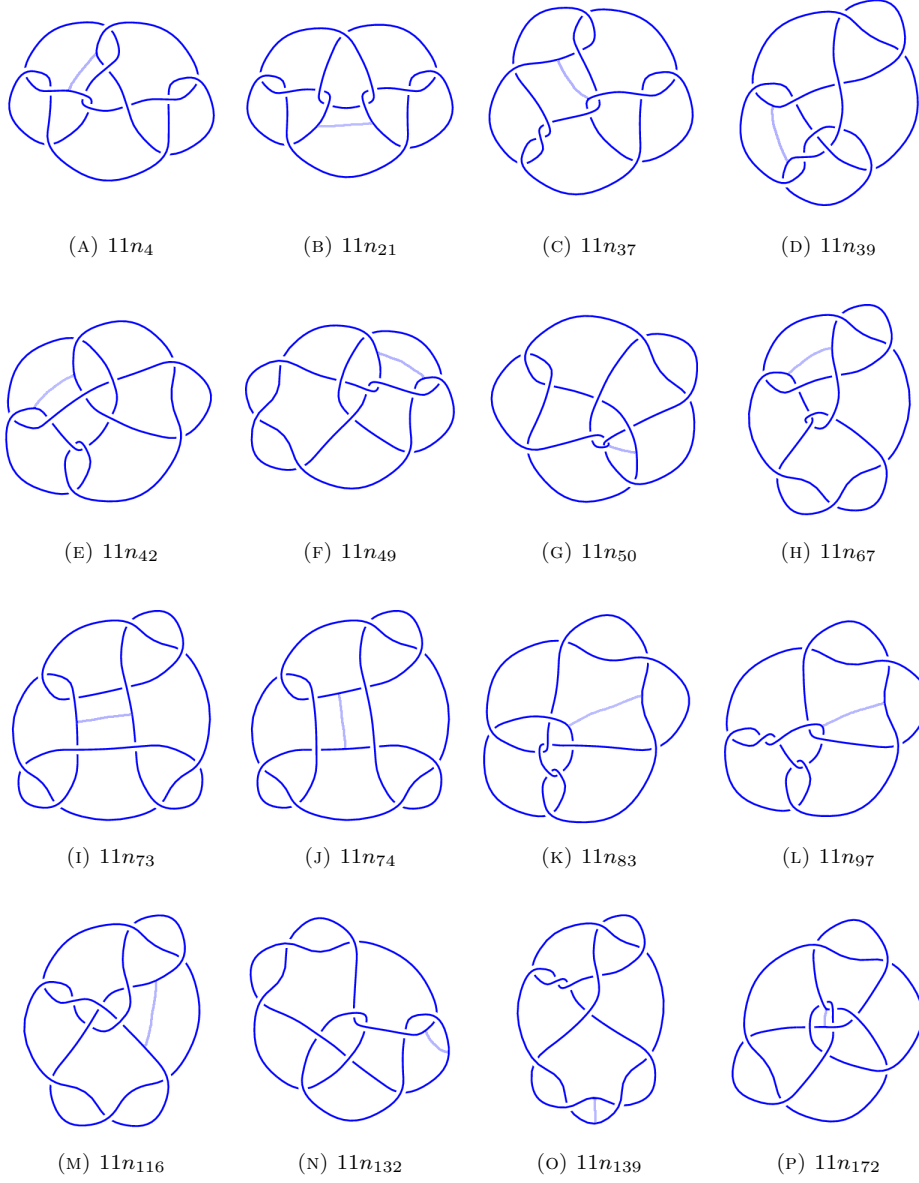 (A) 11n₄ (B) 11n₂₁ (C) 11n₃₇ (D) 11n₃₉
(E) 11n₄₂ (F) 11n₄₉ (G) 11n₅₀ (H) 11n₆₇
(I) 11n₇₃ (J) 11n₇₄ (K) 11n₈₃ (L) 11n₉₇
(M) 11n₁₁₆ (N) 11n₁₃₂ (O) 11n₁₃₉ (P) 11n₁₇₂